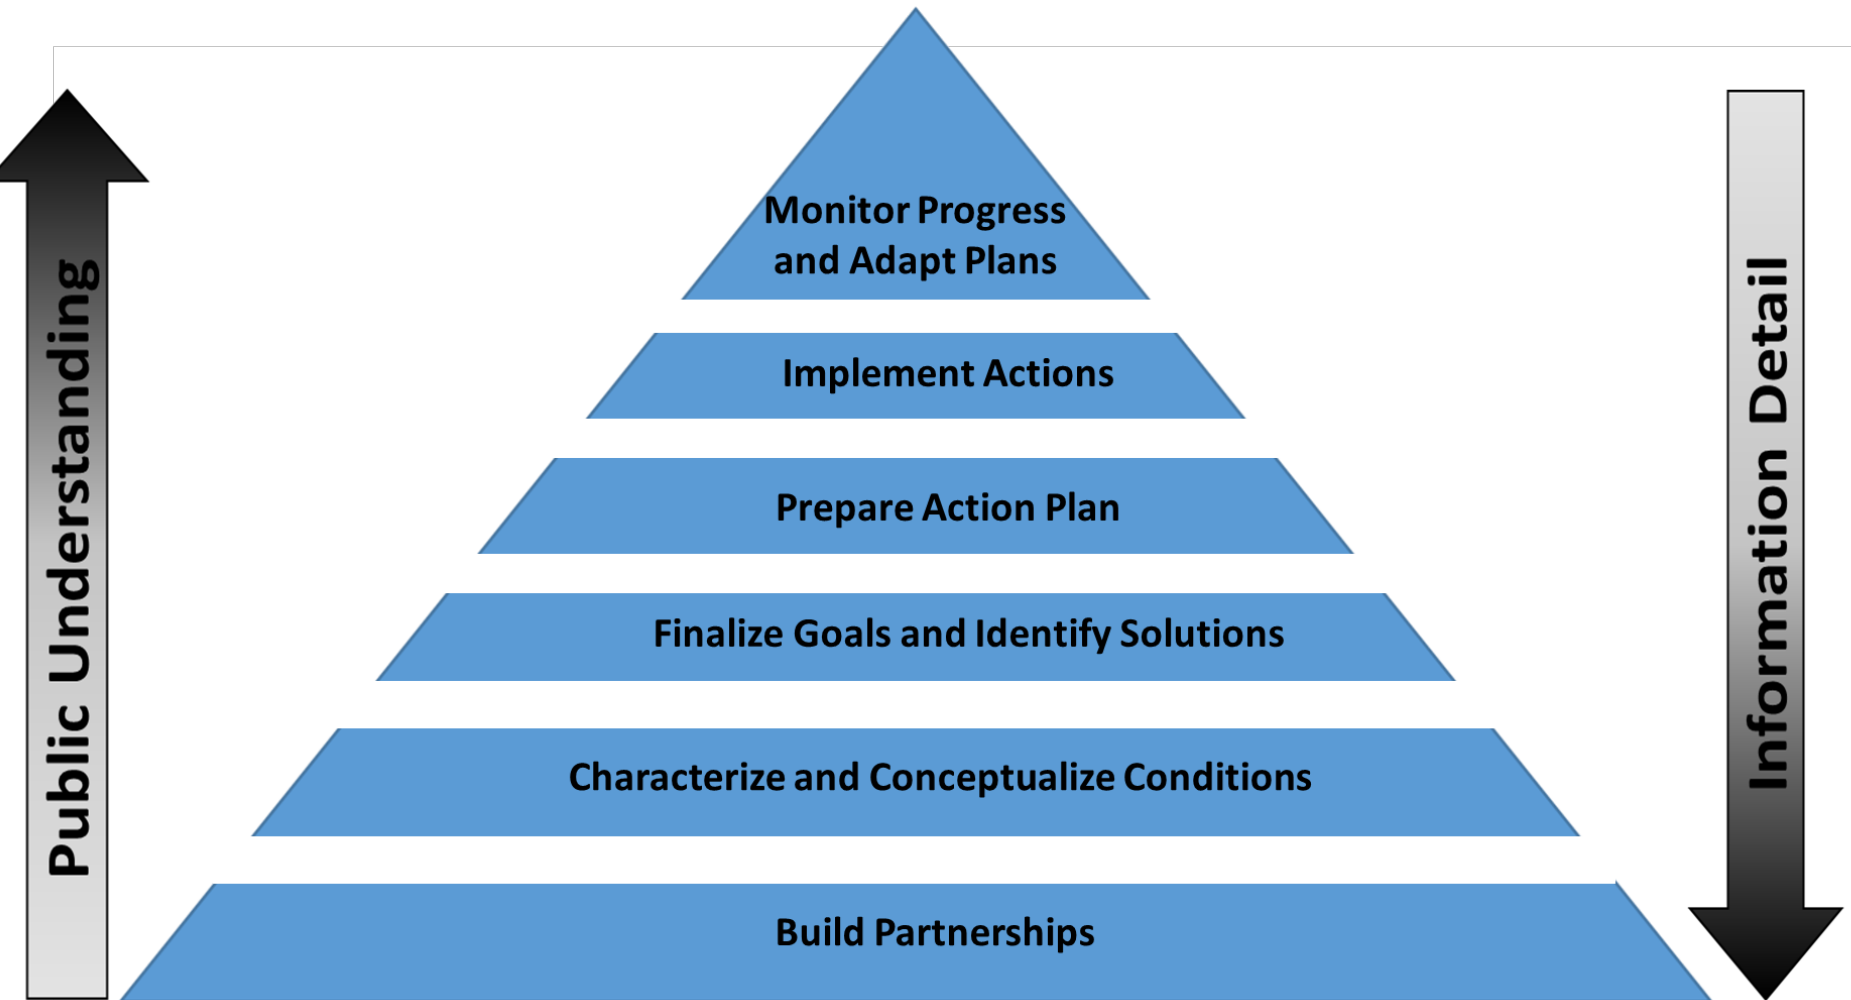 Monitor Progress
and Adapt Plans
Implement Actions
Prepare Action Plan
Finalize Goals and Identify Solutions
Characterize and Conceptualize Conditions
Build Partnerships
Public Understanding
Information Detail